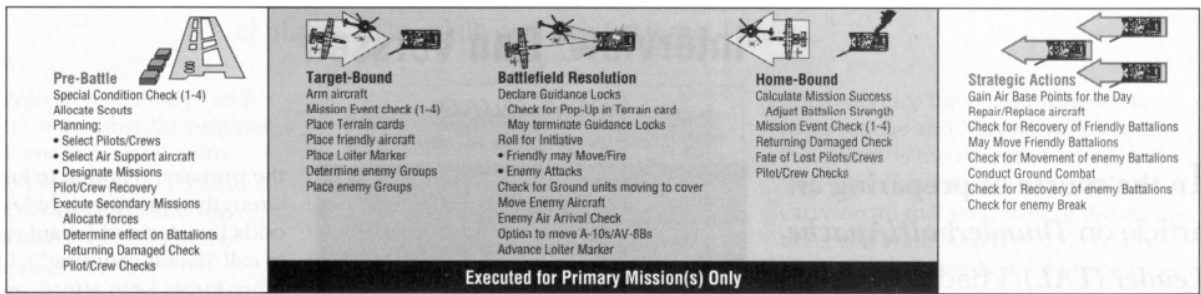 Pre-Battle
Special Condition Check (1-4)
Allocate Scouts
Planning:
• Select Pilots/Crews
• Select Air Support aircraft
• Designate Missions
Pilot/Crew Recovery
Execute Secondary Missions
Allocate forces
Determine effect on Battalions
Returning Damaged Check
Pilot/Crew Checks
Target-Bound
Arm aircraft
Mission Event check (1-4)
Place Terrain cards
Place friendly aircraft
Place Loiter Marker
Determine enemy Groups
Place enemy Groups
Battlefield Resolution
Declare Guidance Locks
Check for Pop-Up in Terrain card
May terminate Guidance Locks
Roll for Initiative
• Friendly may Move/Fire
• Enemy Attacks
Check for Ground units moving to cover
Move Enemy Aircraft
Enemy Air Arrival Check
Option to move A-10s/AV-8Bs
Advance Loiter Marker
Home-Bound
Calculate Mission Success
Adjust Battalion Strength
Mission Event Check (1-4)
Returning Damaged Check
Fate of Lost Pilots/Crews
Pilot/Crew Checks
Executed for Primary Mission(s) Only
Strategic Actions
Gain Air Base Points for the Day
Repair/Replace aircraft
Check for Recovery of Friendly Battalions
May Move Friendly Battalions
Check for Movement of enemy Battalions
Conduct Ground Combat
Check for Recovery of enemy Battalions
Check for enemy Break